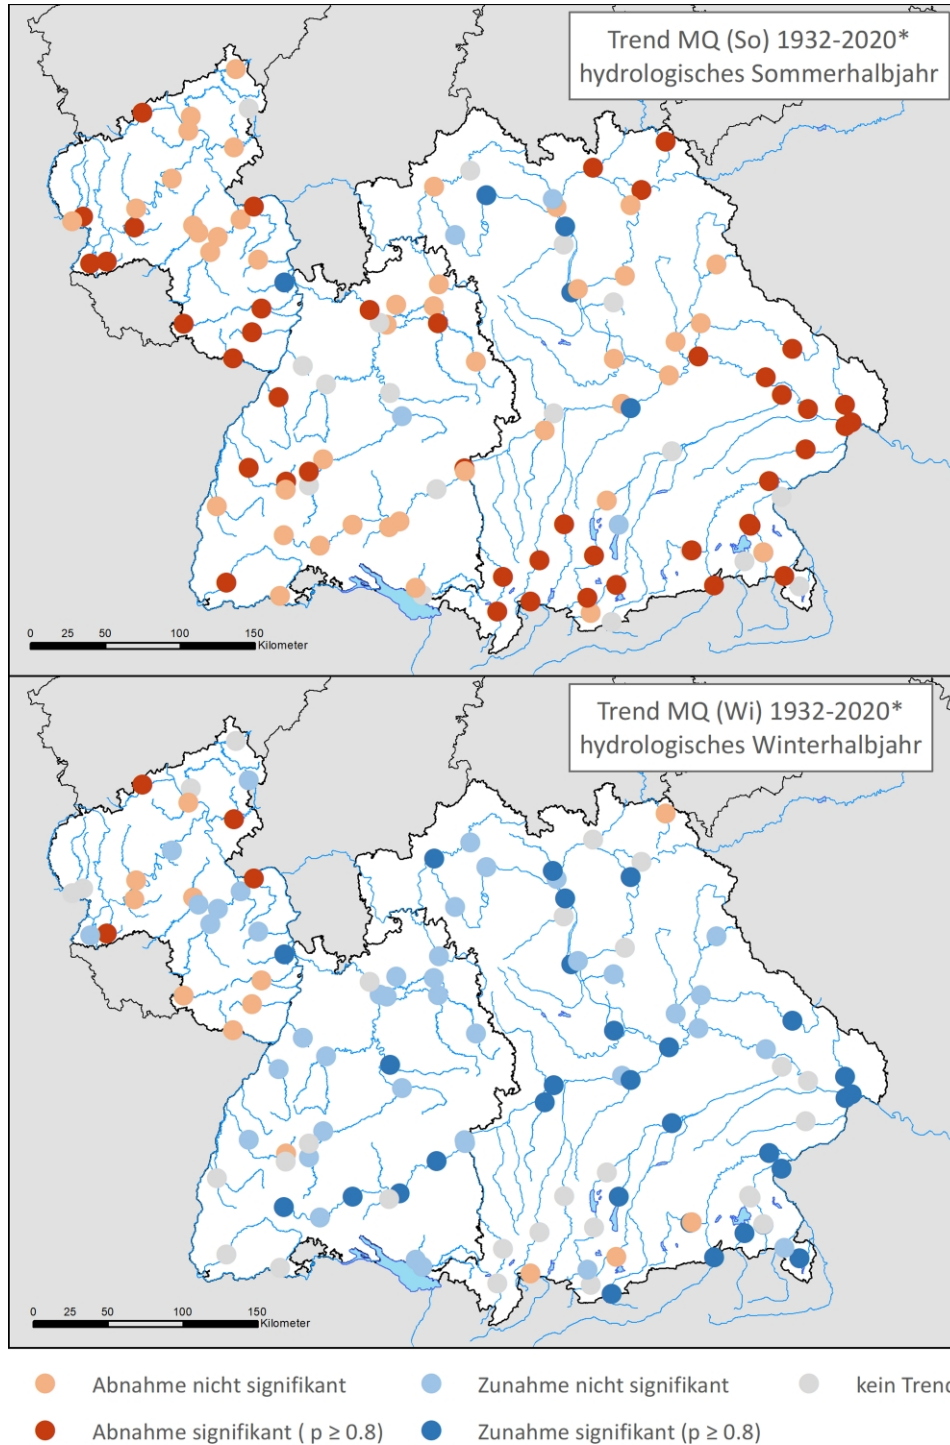 Trend MQ (So) 1932-2020*
hydrologisches Sommerhalbjahr
0 25 50 100 150
Kilometer
Trend MQ (Wi) 1932-2020*
hydrologisches Winterhalbjahr
0 25 50 100 150
Kilometer
Abnahme nicht signifikant
Zunahme nicht signifikant
kein Trend
Abnahme signifikant ( p ≥ 0.8)
Zunahme signifikant (p ≥ 0.8)